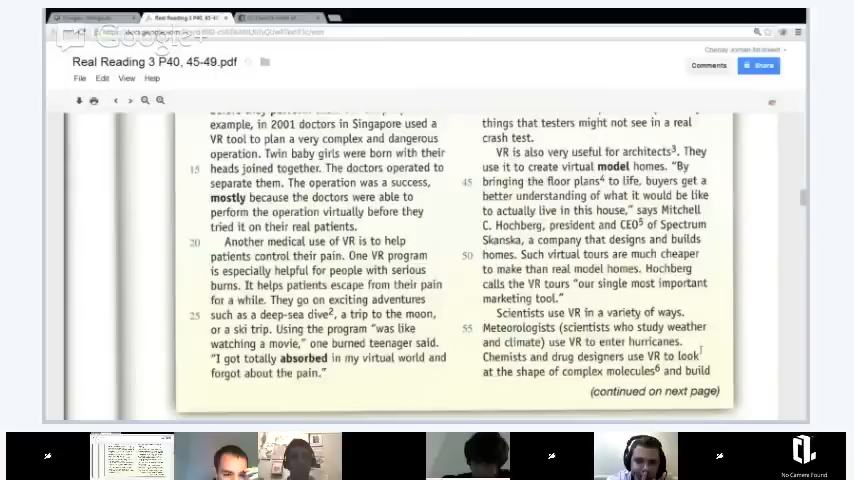 Real Reading 3 P40, 45-49
Google+
Real Reading 3 P40, 45-49.pdf
File Edit View Help
Comments
Share
example, in 2001 doctors in Singapore used a
VR tool to plan a very complex and dangerous
operation. Twin baby girls were born with their
15 heads joined together. The doctors operated to
separate them. The operation was a success,
mostly because the doctors were able to
perform the operation virtually before they
tried it on their real patients.
20 Another medical use of VR is to help
patients control their pain. One VR program
is especially helpful for people with serious
burns. It helps patients escape from their pain
for a while. They go on exciting adventures
25 such as a deep-sea dive², a trip to the moon,
or a ski trip. Using the program "was like
watching a movie," one burned teenager said.
"I got totally absorbed in my virtual world and
forgot about the pain."
things that testers might not see in a real
crash test.
VR is also very useful for architects³. They
use it to create virtual model homes. "By
45 bringing the floor plans⁴ to life, buyers get a
better understanding of what it would be like
to actually live in this house," says Mitchell
C. Hochberg, president and CEO⁵ of Spectrum
Skanska, a company that designs and builds
50 homes. Such virtual tours are much cheaper
to make than real model homes. Hochberg
calls the VR tours "our single most important
marketing tool."
Scientists use VR in a variety of ways.
55 Meteorologists (scientists who study weather
and climate) use VR to enter hurricanes.
Chemists and drug designers use VR to look
at the shape of complex molecules⁶ and build
(continued on next page)
No Camera Found